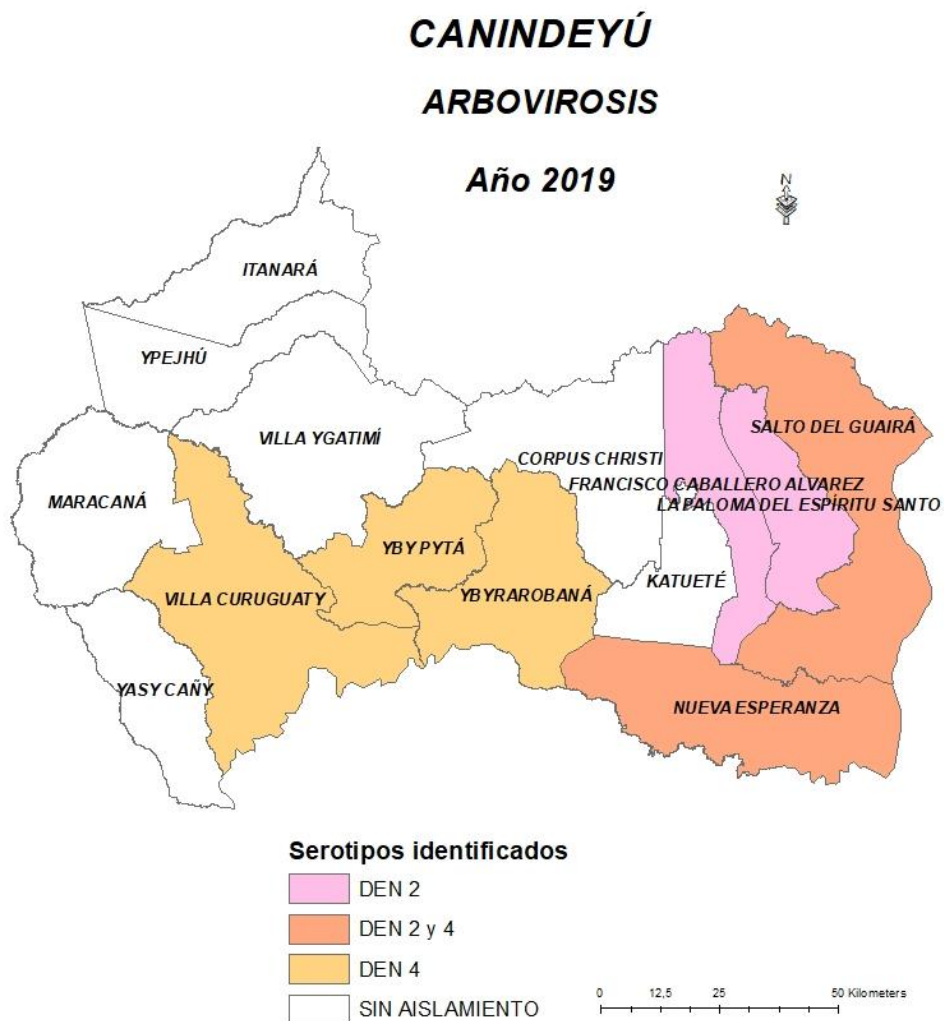 CANINDEYÚ
ARBOVIROSIS
Año 2019
N
ITANARÁ
YPEJHÚ
VILLA YGATIMÍ
SALTO DEL GUAIRÁ
CORPUS CHRISTI
FRANCISCO CABALLERO ALVAREZ
MARACANÁ
LA PALOMA DEL ESPÍRITU SANTO
YBY PYTÁ
KATUETÉ
VILLA CURUGUATY
YBYRAROBANÁ
YASY CAÑY
NUEVA ESPERANZA
Serotipos identificados
DEN 2
DEN 2 y 4
DEN 4
SIN AISLAMIENTO
0 12,5 25 50 Kilometers